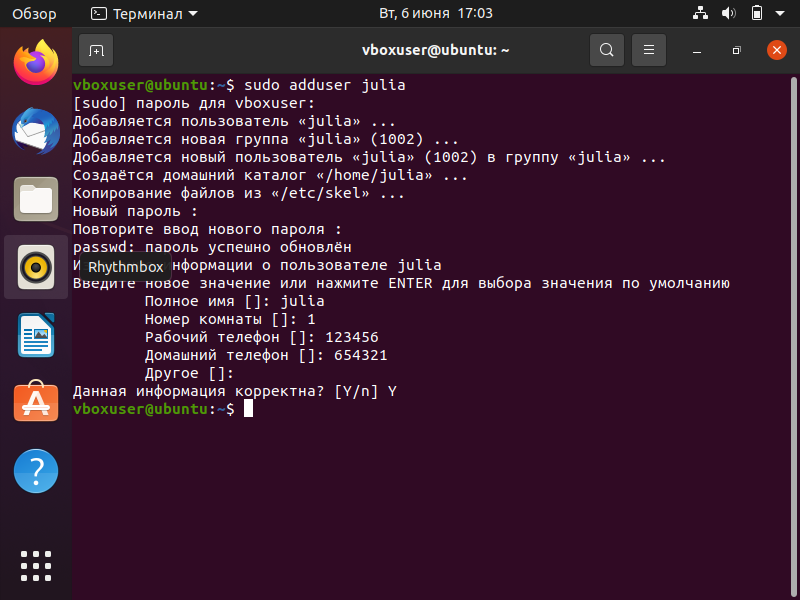 Обзор
Терминал
Вт, 6 июня 17:03
vboxuser@ubuntu: ~
vboxuser@ubuntu:~$ sudo adduser julia
[sudo] пароль для vboxuser:
Добавляется пользователь «julia» ...
Добавляется новая группа «julia» (1002) ...
Добавляется новый пользователь «julia» (1002) в группу «julia» ...
Создаётся домашний каталог «/home/julia» ...
Копирование файлов из «/etc/skel» ...
Новый пароль :
Повторите ввод нового пароля :
passwd: пароль успешно обновлён
нформации о пользователе julia
Rhythmbox
Введите новое значение или нажмите ENTER для выбора значения по умолчанию
Полное имя []: julia
Номер комнаты []: 1
Рабочий телефон []: 123456
Домашний телефон []: 654321
Другое []:
Данная информация корректна? [Y/n] Y
vboxuser@ubuntu:~$